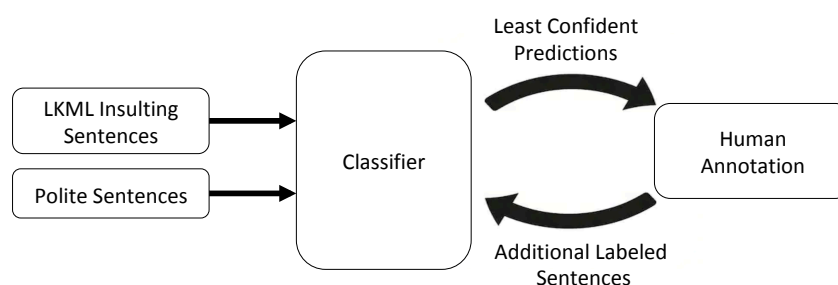 Least Confident
Predictions
LKML Insulting
Sentences
Polite Sentences
Classifier
Human
Annotation
Additional Labeled
Sentences